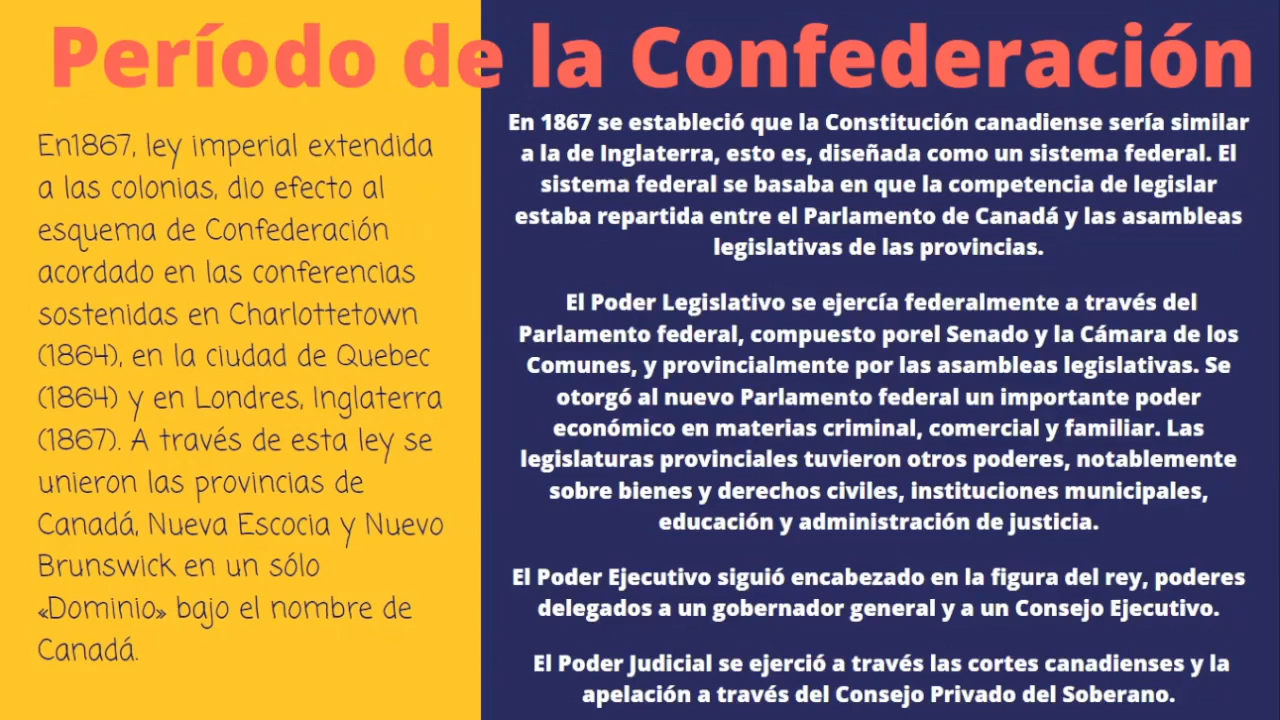 Período de la Confederación
En1867, ley imperial extendida
a las colonias, dio efecto al
esquema de Confederación
acordado en las conferencias
sostenidas en Charlottetown
(1864), en la ciudad de Quebec
(1864) y en Londres, Inglaterra
(1867). A través de esta ley se
unieron las provincias de
Canadá, Nueva Escocia y Nuevo
Brunswick en un sólo
«Dominio» bajo el nombre de
Canadá.
En 1867 se estableció que la Constitución canadiense sería similar
a la de Inglaterra, esto es, diseñada como un sistema federal. El
sistema federal se basaba en que la competencia de legislar
estaba repartida entre el Parlamento de Canadá y las asambleas
legislativas de las provincias.
El Poder Legislativo se ejercía federalmente a través del
Parlamento federal, compuesto porel Senado y la Cámara de los
Comunes, y provincialmente por las asambleas legislativas. Se
otorgó al nuevo Parlamento federal un importante poder
económico en materias criminal, comercial y familiar. Las
legislaturas provinciales tuvieron otros poderes, notablemente
sobre bienes y derechos civiles, instituciones municipales,
educación y administración de justicia.
El Poder Ejecutivo siguió encabezado en la figura del rey, poderes
delegados a un gobernador general y a un Consejo Ejecutivo.
El Poder Judicial se ejerció a través las cortes canadienses y la
apelación a través del Consejo Privado del Soberano.